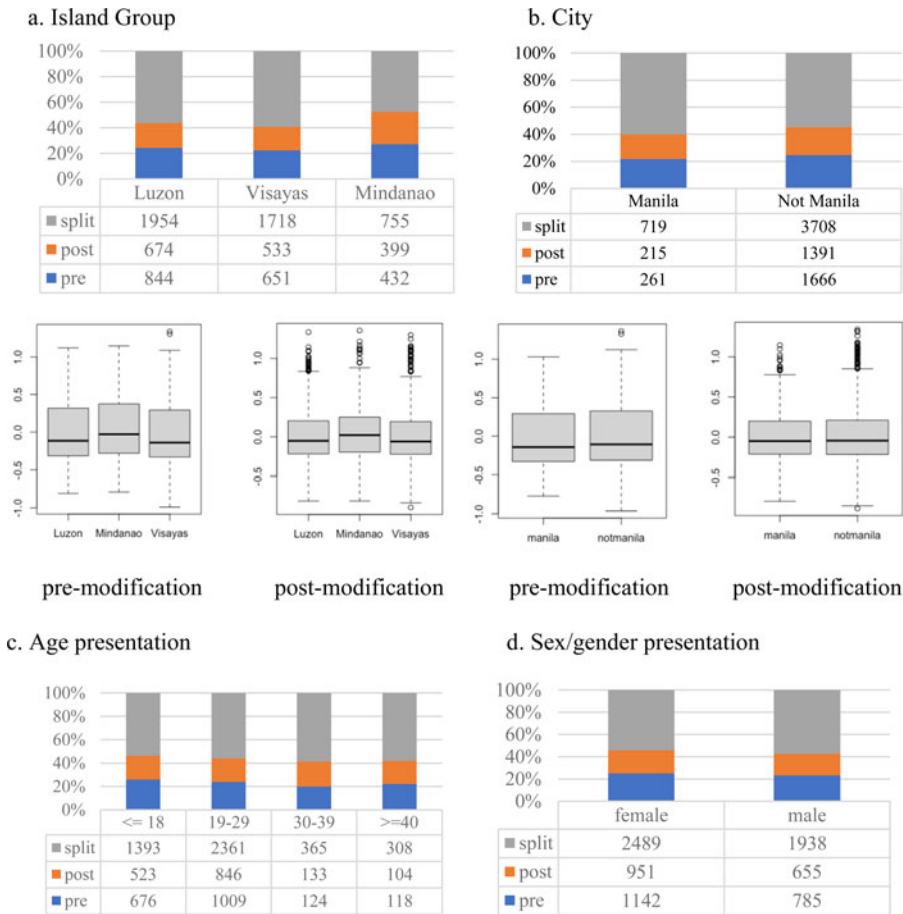 a. Island Group
100%
80%
60%
40%
20%
0%
Luzon Visayas Mindanao
split 1954 1718 755
post 674 533 399
pre 844 651 432
b. City
100%
80%
60%
40%
20%
0%
Manila Not Manila
split 719 3708
post 215 1391
pre 261 1666
1.0
0.5
0.0
-0.5
-1.0
Luzon Mindanao Visayas
pre-modification
1.0
0.5
0.0
-0.5
Luzon Mindanao Visayas
post-modification
1.0
0.5
0.0
-0.5
-1.0
manila notmanila
pre-modification
1.0
0.5
0.0
-0.5
manila notmanila
post-modification
c. Age presentation
100%
80%
60%
40%
20%
0%
<= 18 19-29 30-39 >=40
split 1393 2361 365 308
post 523 846 133 104
pre 676 1009 124 118
d. Sex/gender presentation
100%
80%
60%
40%
20%
0%
female male
split 2489 1938
post 951 655
pre 1142 785